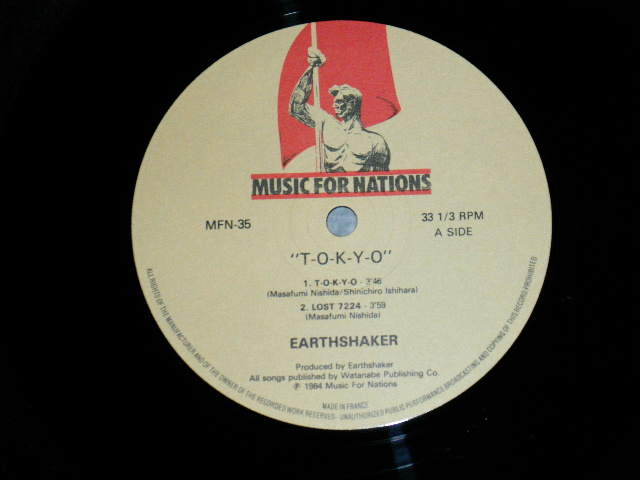 MUSIC FOR NATIONS
MFN-35
33 1/3 RPM
A SIDE
"T-O-K-Y-O"
1. T-O-K-Y-O - 3'46
(Masafumi Nishida/Shinichiro Ishihara)
2. LOST 7224 - 3'59
(Masafumi Nishida)
EARTHSHAKER
Produced by Earthshaker
All songs published by Watanabe Publishing Co.
℗ 1984 Music For Nations
MADE IN FRANCE
ALL RIGHTS OF THE MANUFACTURER AND OF THE OWNER OF THE RECORDED WORK RESERVED - UNAUTHORIZED PUBLIC PERFORMANCE, BROADCASTING AND COPYING OF THIS RECORD PROHIBITED